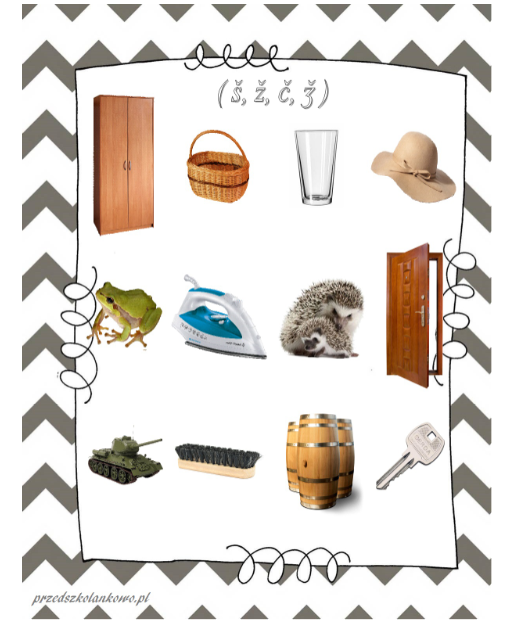 (š, ž, č, ǯ)
przedszkolankowo.pl